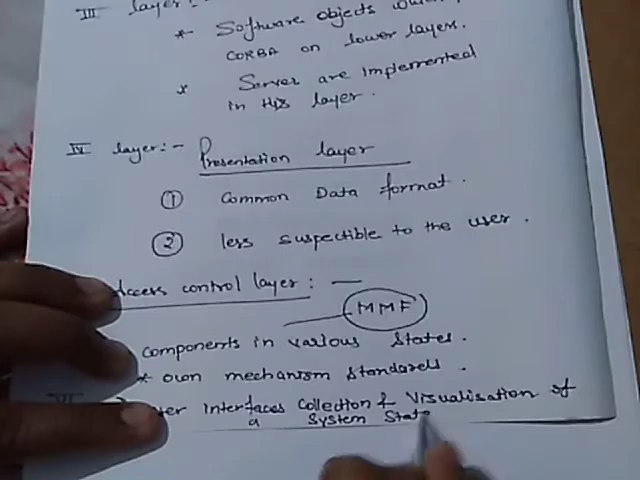 III layer:
* Software objects
CORBA on lower layers.
* Server are implemented
in this layer.
IV layer:- Presentation layer
① Common Data format.
② less suspectible to the user.
Access control layer: —
MMF
components in various states.
* own mechanism standards.
VI interfaces Collection & Visualisation of
a System State